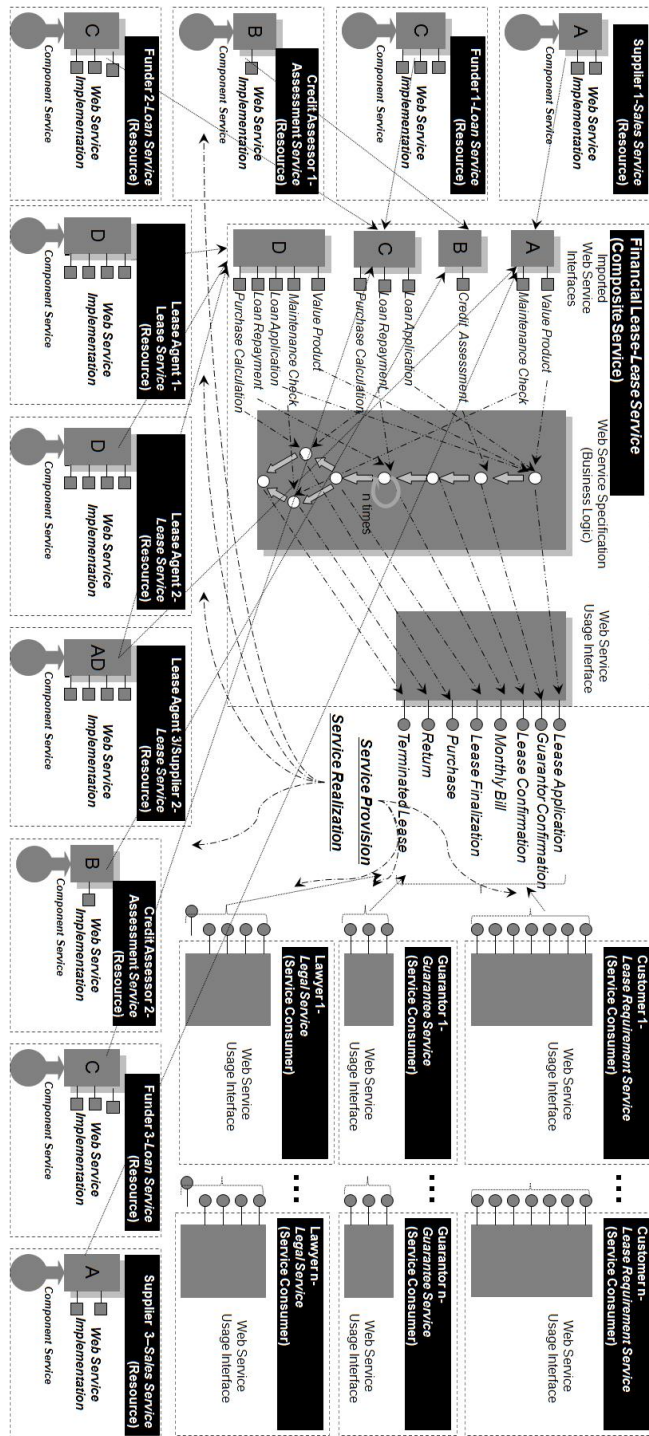 Supplier 1-Sales Service
(Resource)
A
Web Service
Implementation
Component Service
Funder 1-Loan Service
(Resource)
C
Web Service
Implementation
Component Service
Credit Assessor 1-
Assessment Service
(Resource)
B
Web Service
Implementation
Component Service
Funder 2-Loan Service
(Resource)
C
Web Service
Implementation
Component Service
Financial Lease-Lease Service
(Composite Service)
Imported
Web Service
Interfaces
Web Service Specification
(Business Logic)
Web Service
Usage Interface
A
Value Product
Maintenance Check
B
Credit Assessment
C
Loan Application
Loan Repayment
Purchase Calculation
D
Value Product
Maintenance Check
Loan Application
Loan Repayment
Purchase Calculation
n times
Lease Application
Guarantor Confirmation
Lease Confirmation
Monthly Bill
Lease Finalization
Purchase
Return
Terminated Lease
Service Provision
Service Realization
Customer 1-
Lease Requirement Service
(Service Consumer)
Web Service
Usage Interface
...
Customer n-
Lease Requirement Service
(Service Consumer)
Web Service
Usage Interface
Guarantor 1-
Guarantee Service
(Service Consumer)
Web Service
Usage Interface
...
Guarantor n-
Guarantee Service
(Service Consumer)
Web Service
Usage Interface
Lawyer 1-
Legal Service
(Service Consumer)
Web Service
Usage Interface
...
Lawyer n-
Legal Service
(Service Consumer)
Web Service
Usage Interface
Lease Agent 1-
Lease Service
(Resource)
D
Web Service
Implementation
Component Service
Lease Agent 2-
Lease Service
(Resource)
D
Web Service
Implementation
Component Service
Lease Agent 3/Supplier 2-
Lease Service
(Resource)
AD
Web Service
Implementation
Component Service
Credit Assessor 2-
Assessment Service
(Resource)
B
Web Service
Implementation
Component Service
Funder 3-Loan Service
(Resource)
C
Web Service
Implementation
Component Service
Supplier 3–Sales Service
(Resource)
A
Web Service
Implementation
Component Service